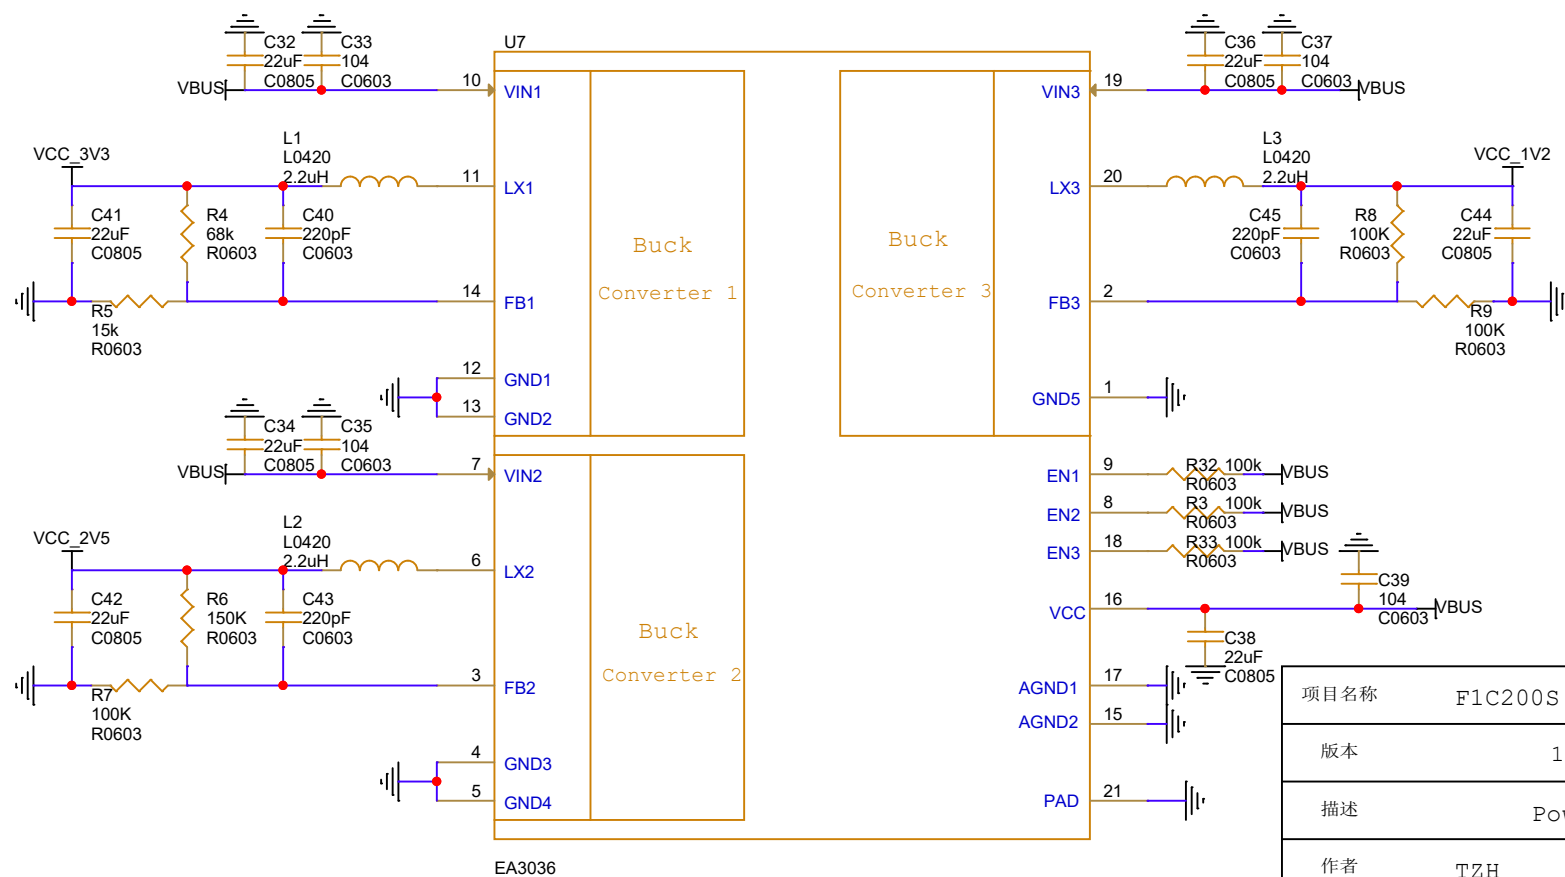 C32
22uF
C0805
C33
104
C0603
VBUS
10
U7
VIN1
Buck
Converter 1
VCC_3V3
L1
L0420
2.2uH
11
LX1
C41
22uF
C0805
R4
68k
R0603
C40
220pF
C0603
14
FB1
R5
15k
R0603
12
GND1
13
GND2
C34
22uF
C0805
C35
104
C0603
VBUS
7
VIN2
Buck
Converter 2
VCC_2V5
L2
L0420
2.2uH
6
LX2
C42
22uF
C0805
R6
150K
R0603
C43
220pF
C0603
3
FB2
R7
100K
R0603
4
GND3
5
GND4
EA3036
Buck
Converter 3
VIN3
19
C36
22uF
C0805
C37
104
C0603
VBUS
LX3
20
L3
L0420
2.2uH
VCC_1V2
C45
220pF
C0603
R8
100K
R0603
C44
22uF
C0805
FB3
2
R9
100K
R0603
GND5
1
EN1
9
R32 100k
R0603
VBUS
EN2
8
R3 100k
R0603
VBUS
EN3
18
R33 100k
R0603
VBUS
VCC
16
C39
104
C0603
VBUS
C38
22uF
C0805
AGND1
17
AGND2
15
PAD
21
项目名称 F1C200S
版本 1
描述
作者 TZH